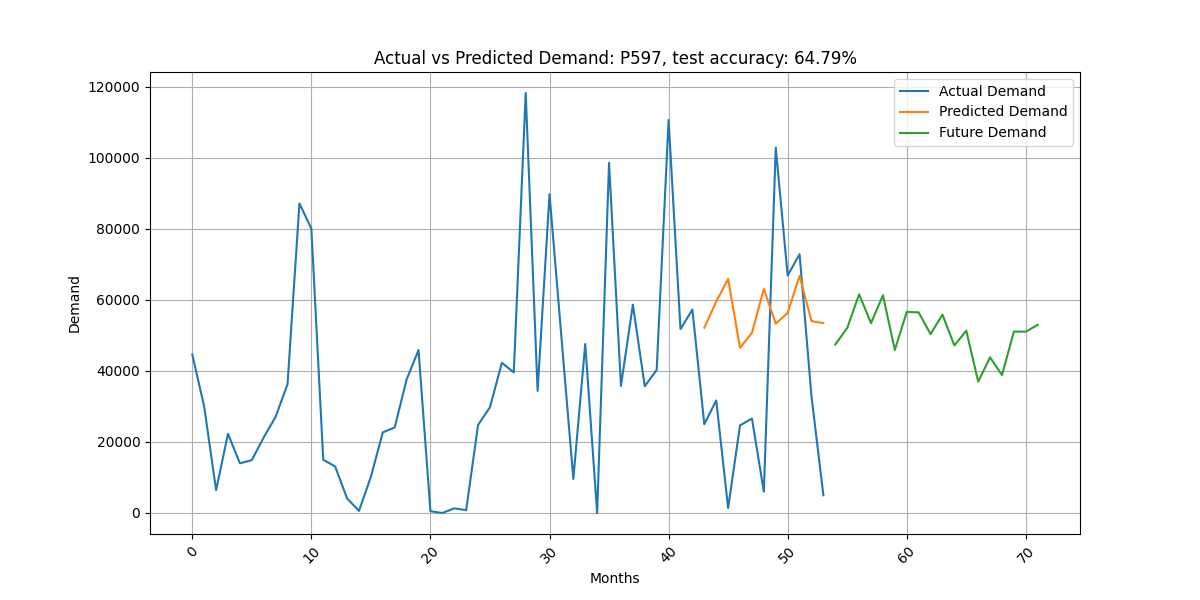 Actual vs Predicted Demand: P597, test accuracy: 64.79%
Actual Demand
Predicted Demand
Future Demand
120000
100000
80000
60000
40000
20000
0
Demand
0 10 20 30 40 50 60 70
Months